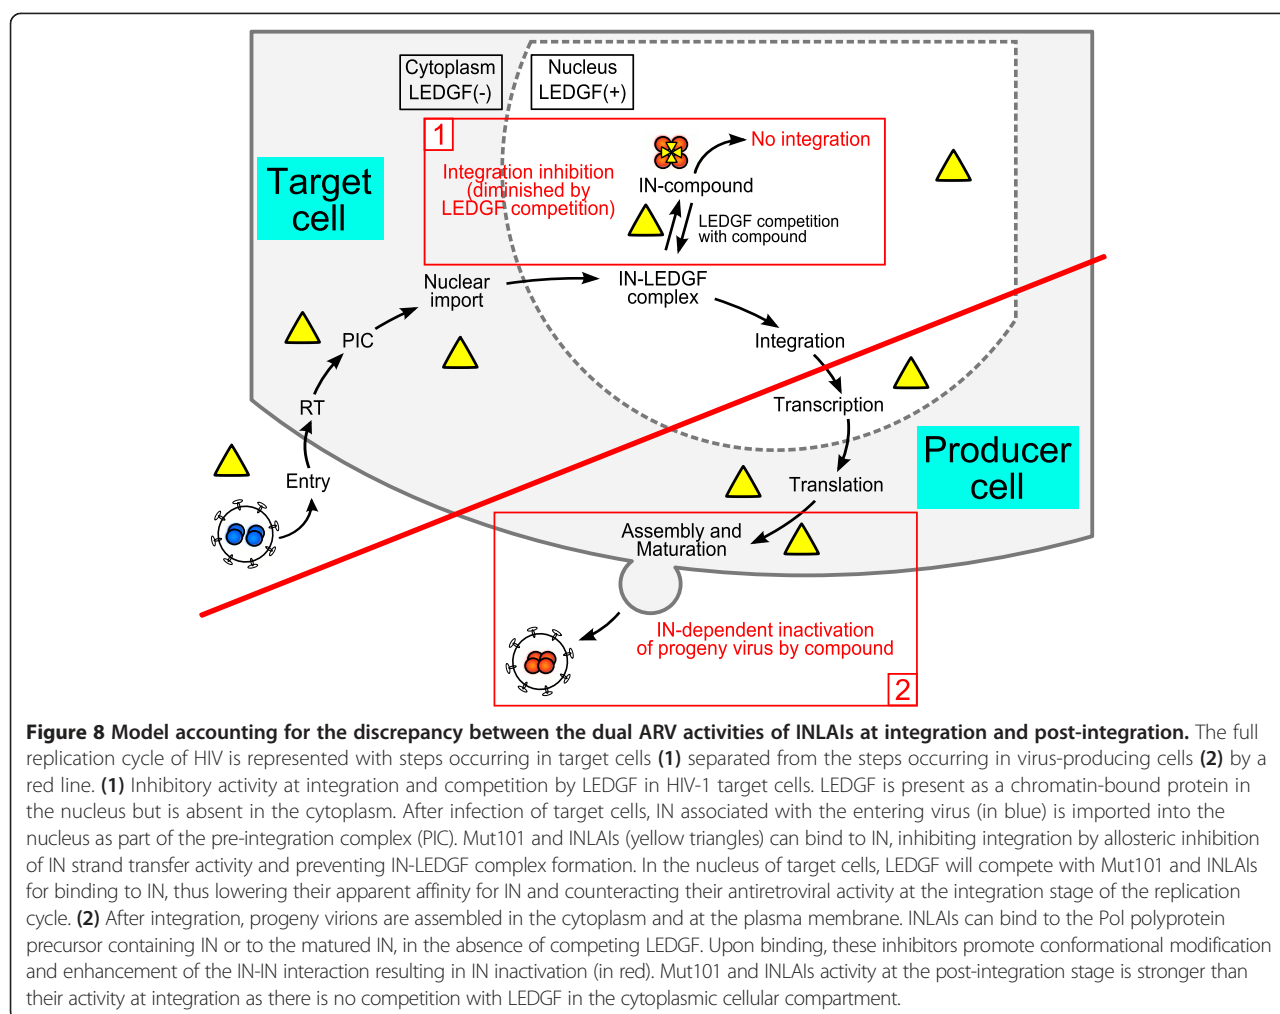 Cytoplasm
LEDGF(-)
Nucleus
LEDGF(+)
1
No integration
Integration inhibition
(diminished by
LEDGF competition)
IN-compound
LEDGF competition
with compound
Target
cell
Nuclear
import
IN-LEDGF
complex
PIC
Integration
RT
Transcription
Entry
Translation
Producer
cell
Assembly and
Maturation
IN-dependent inactivation
of progeny virus by compound
2
Figure 8 Model accounting for the discrepancy between the dual ARV activities of INLAIs at integration and post-integration. The full
replication cycle of HIV is represented with steps occurring in target cells (1) separated from the steps occurring in virus-producing cells (2) by a
red line. (1) Inhibitory activity at integration and competition by LEDGF in HIV-1 target cells. LEDGF is present as a chromatin-bound protein in
the nucleus but is absent in the cytoplasm. After infection of target cells, IN associated with the entering virus (in blue) is imported into the
nucleus as part of the pre-integration complex (PIC). Mut101 and INLAIs (yellow triangles) can bind to IN, inhibiting integration by allosteric inhibition
of IN strand transfer activity and preventing IN-LEDGF complex formation. In the nucleus of target cells, LEDGF will compete with Mut101 and INLAIs
for binding to IN, thus lowering their apparent affinity for IN and counteracting their antiretroviral activity at the integration stage of the replication
cycle. (2) After integration, progeny virions are assembled in the cytoplasm and at the plasma membrane. INLAIs can bind to the Pol polyprotein
precursor containing IN or to the matured IN, in the absence of competing LEDGF. Upon binding, these inhibitors promote conformational modification
and enhancement of the IN-IN interaction resulting in IN inactivation (in red). Mut101 and INLAIs activity at the post-integration stage is stronger than
their activity at integration as there is no competition with LEDGF in the cytoplasmic cellular compartment.